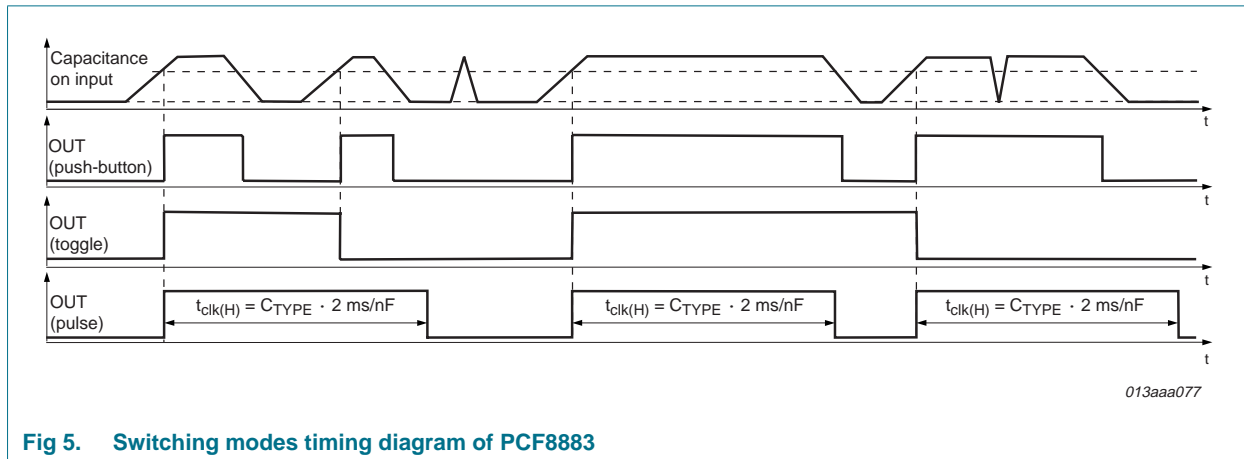 Capacitance
on input
t
OUT
(push-button)
t
OUT
(toggle)
t
OUT
(pulse)
tclk(H) = CTYPE · 2 ms/nF
tclk(H) = CTYPE · 2 ms/nF
tclk(H) = CTYPE · 2 ms/nF
t
013aaa077
Fig 5. Switching modes timing diagram of PCF8883